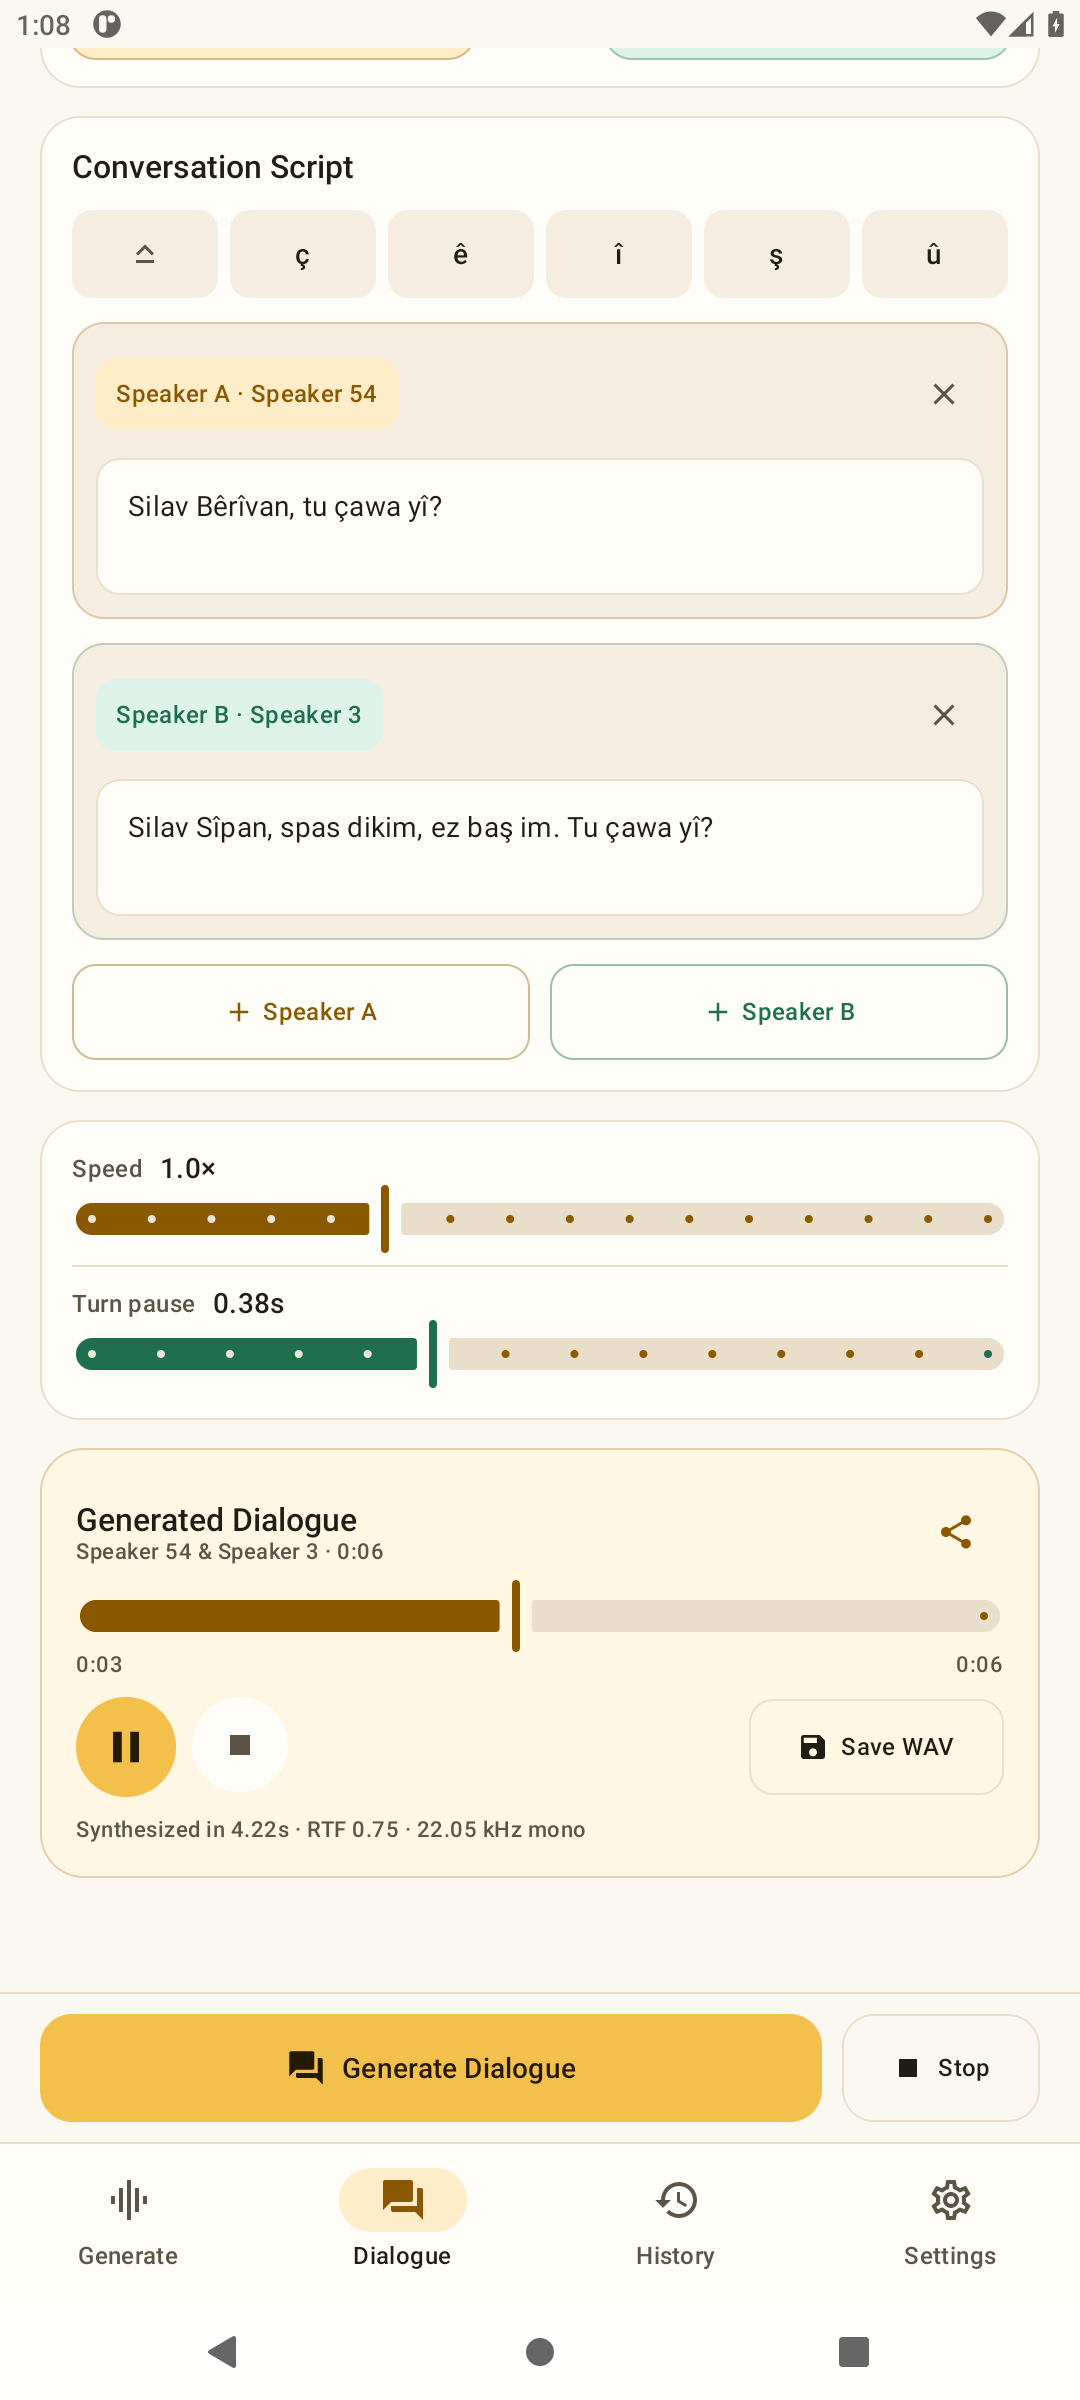 1:08
Conversation Script
ç ê î ş û
Speaker A · Speaker 54
Silav Bêrîvan, tu çawa yî?
Speaker B · Speaker 3
Silav Sîpan, spas dikim, ez baş im. Tu çawa yî?
+ Speaker A + Speaker B
Speed 1.0×
Turn pause 0.38s
Generated Dialogue
Speaker 54 & Speaker 3 · 0:06
0:03 0:06
Save WAV
Synthesized in 4.22s · RTF 0.75 · 22.05 kHz mono
Generate Dialogue Stop
Generate Dialogue History Settings